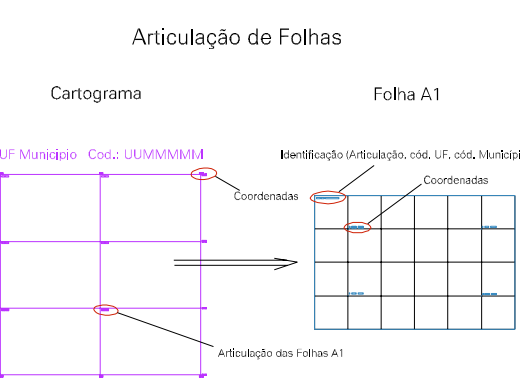 Articulação de Folhas
Cartograma
Folha A1
UF Município Cod.: UUMMMMM
Identificação (Articulação, cód. UF, cód. Municípi
Coordenadas
Coordenadas
Articulação das Folhas A1